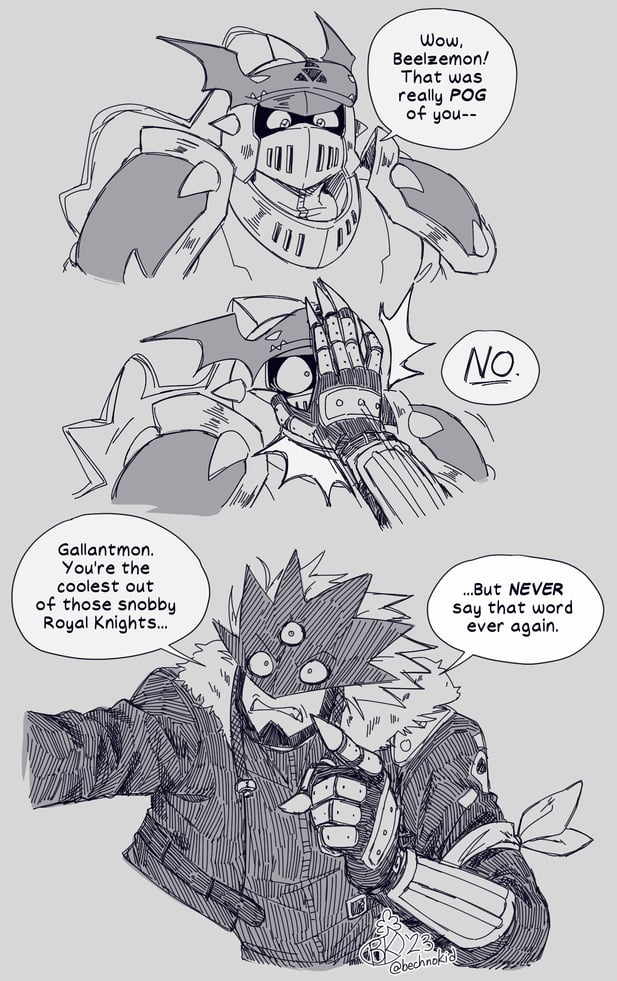 Wow,
Beelzemon!
That was
really POG
of you--
NO.
Gallantmon.
You're the
coolest out
of those snobby
Royal Knights...
...But NEVER
say that word
ever again.
BK'23
@bechnokid